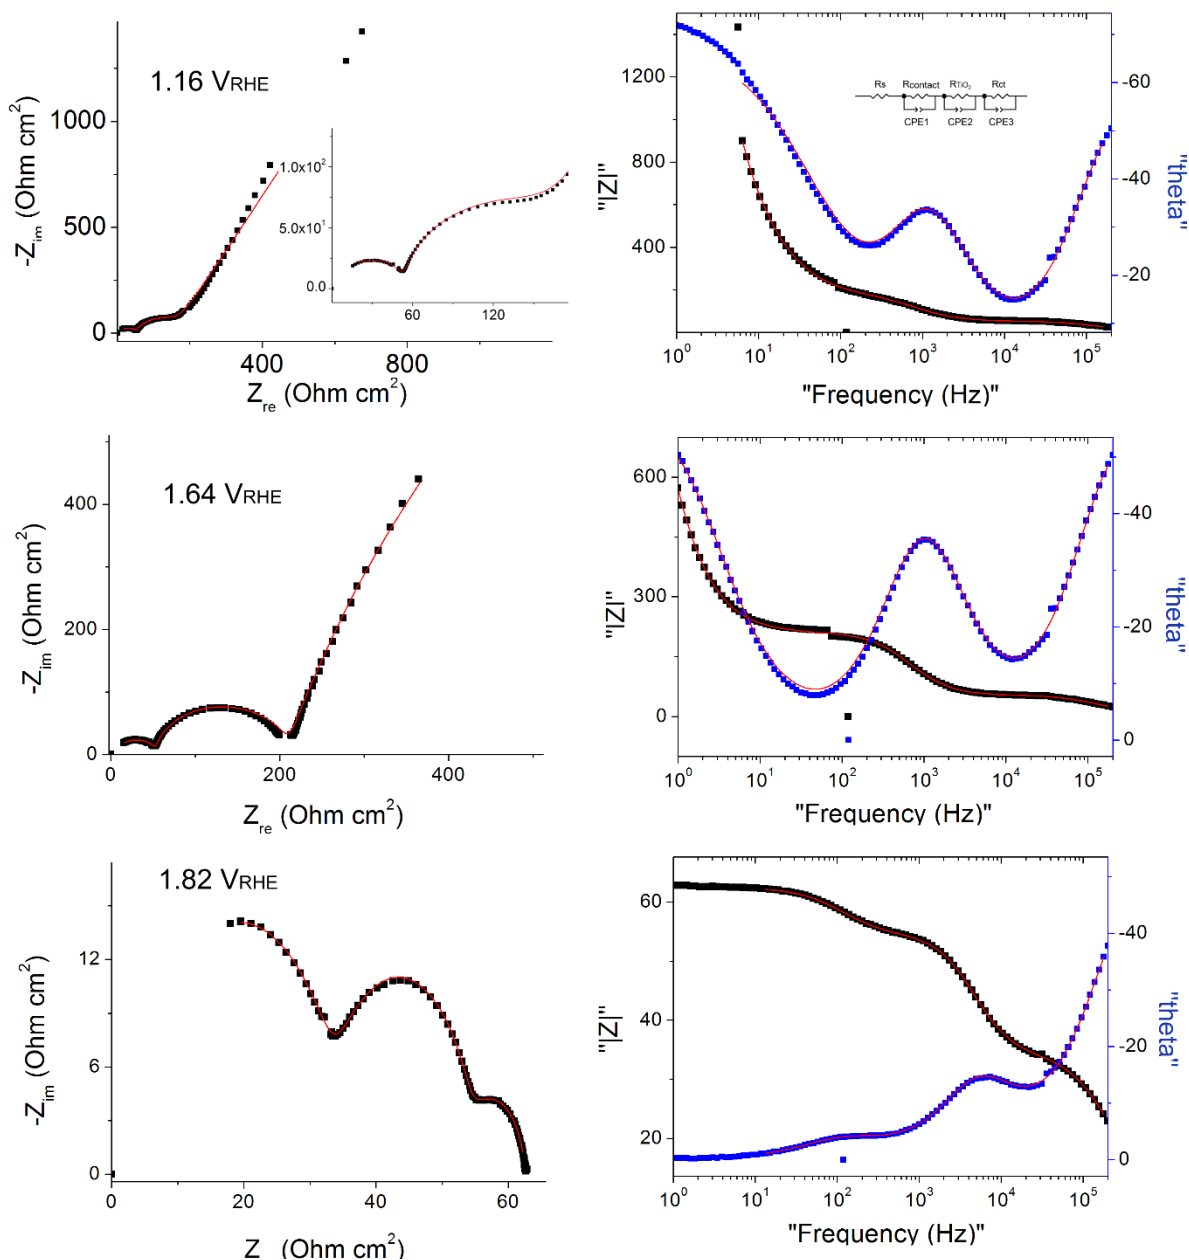 1.16 VRHE
-Zim (Ohm cm2)
1000
500
0
400
800
Zre (Ohm cm2)
1.0x10²
5.0x10¹
0.0
60
120
"|Z|"
1400
1200
800
400
-60
-40
-20
"theta"
Rs Rcontact RTiO2 Rct
CPE1 CPE2 CPE3
10⁰ 10¹ 10² 10³ 10⁴ 10⁵
"Frequency (Hz)"
1.64 VRHE
-Zim (Ohm cm2)
400
200
0
0 200 400
Zre (Ohm cm2)
"|Z|"
600
300
0
-40
-20
0
"theta"
10⁰ 10¹ 10² 10³ 10⁴ 10⁵
"Frequency (Hz)"
1.82 VRHE
-Zim (Ohm cm2)
12
6
0
0 20 40 60
Z (Ohm cm2)
"|Z|"
60
40
20
-40
-20
0
"theta"
10⁰ 10¹ 10² 10³ 10⁴ 10⁵
"Frequency (Hz)"